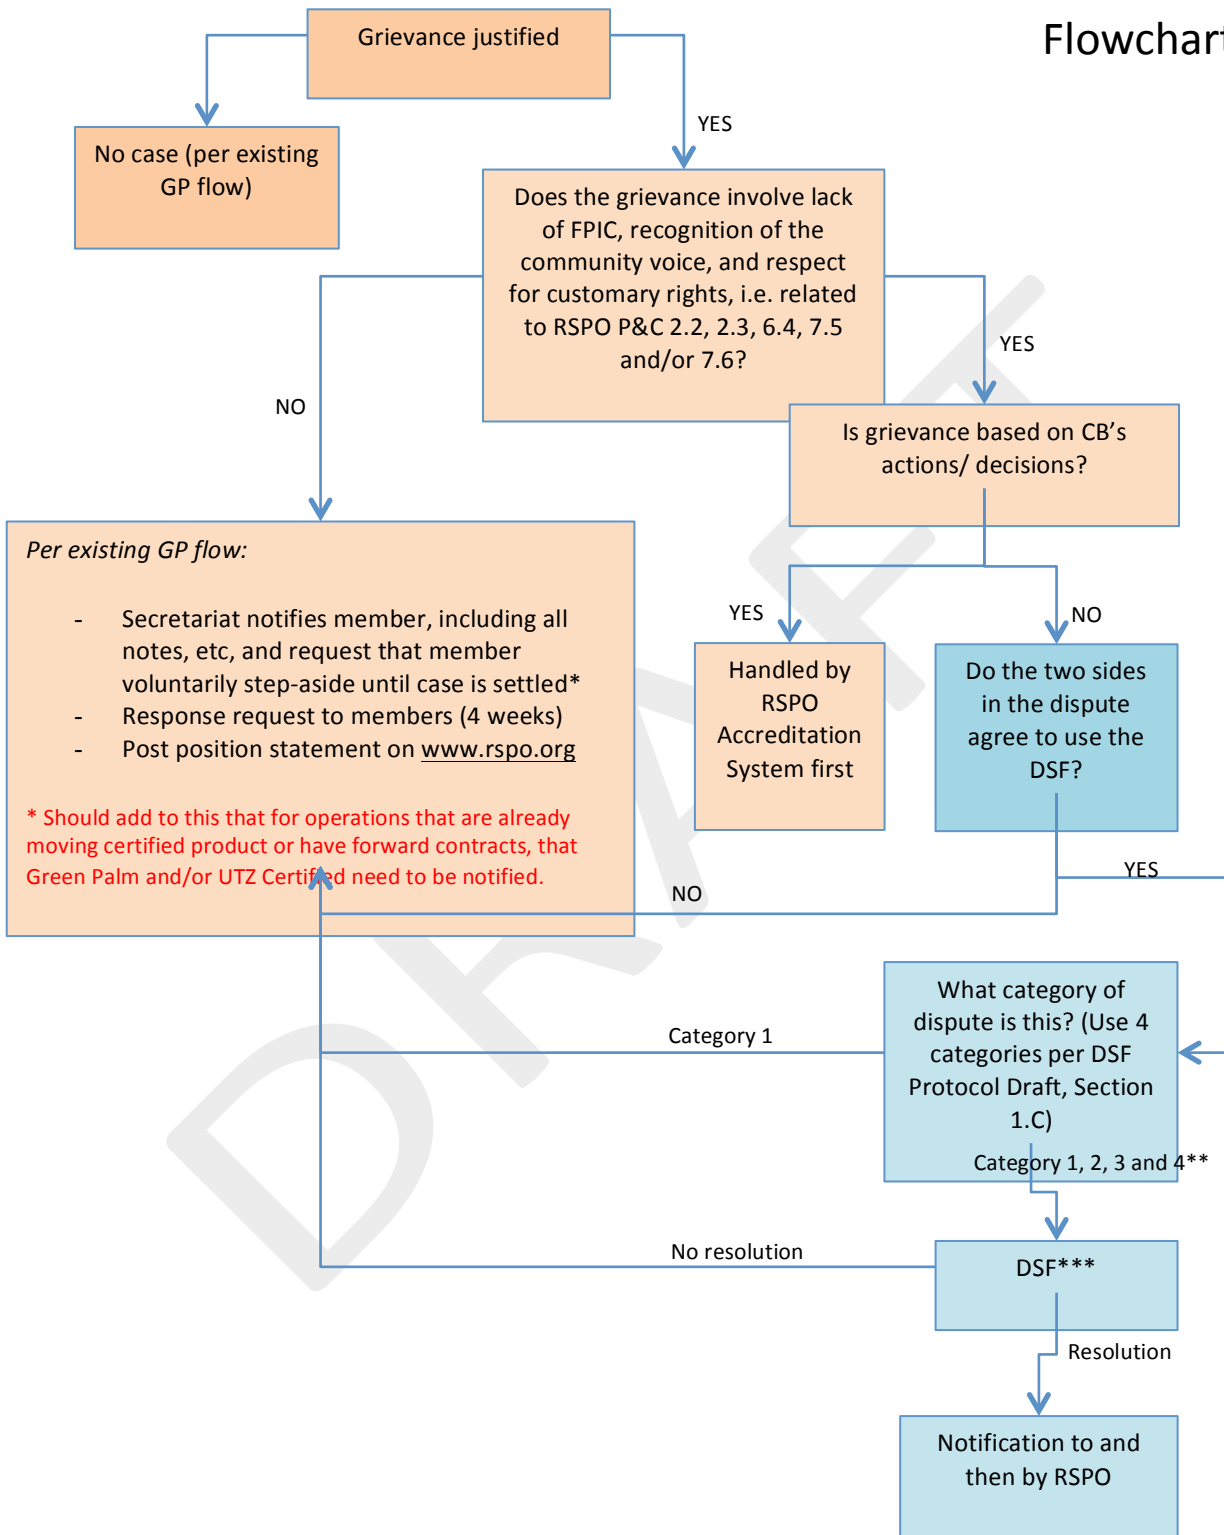 Flowchart
Grievance justified
YES
No case (per existing
GP flow)
Does the grievance involve lack
of FPIC, recognition of the
community voice, and respect
for customary rights, i.e. related
to RSPO P&C 2.2, 2.3, 6.4, 7.5
and/or 7.6?
YES
NO
Is grievance based on CB’s
actions/ decisions?
Per existing GP flow:
- Secretariat notifies member, including all
notes, etc, and request that member
voluntarily step-aside until case is settled*
- Response request to members (4 weeks)
- Post position statement on www.rspo.org
* Should add to this that for operations that are already
moving certified product or have forward contracts, that
Green Palm and/or UTZ Certified need to be notified.
YES
NO
Handled by
RSPO
Accreditation
System first
Do the two sides
in the dispute
agree to use the
DSF?
YES
NO
What category of
dispute is this? (Use 4
categories per DSF
Protocol Draft, Section
1.C)
Category 1
Category 1, 2, 3 and 4**
No resolution
DSF***
Resolution
Notification to and
then by RSPO
DRAFT